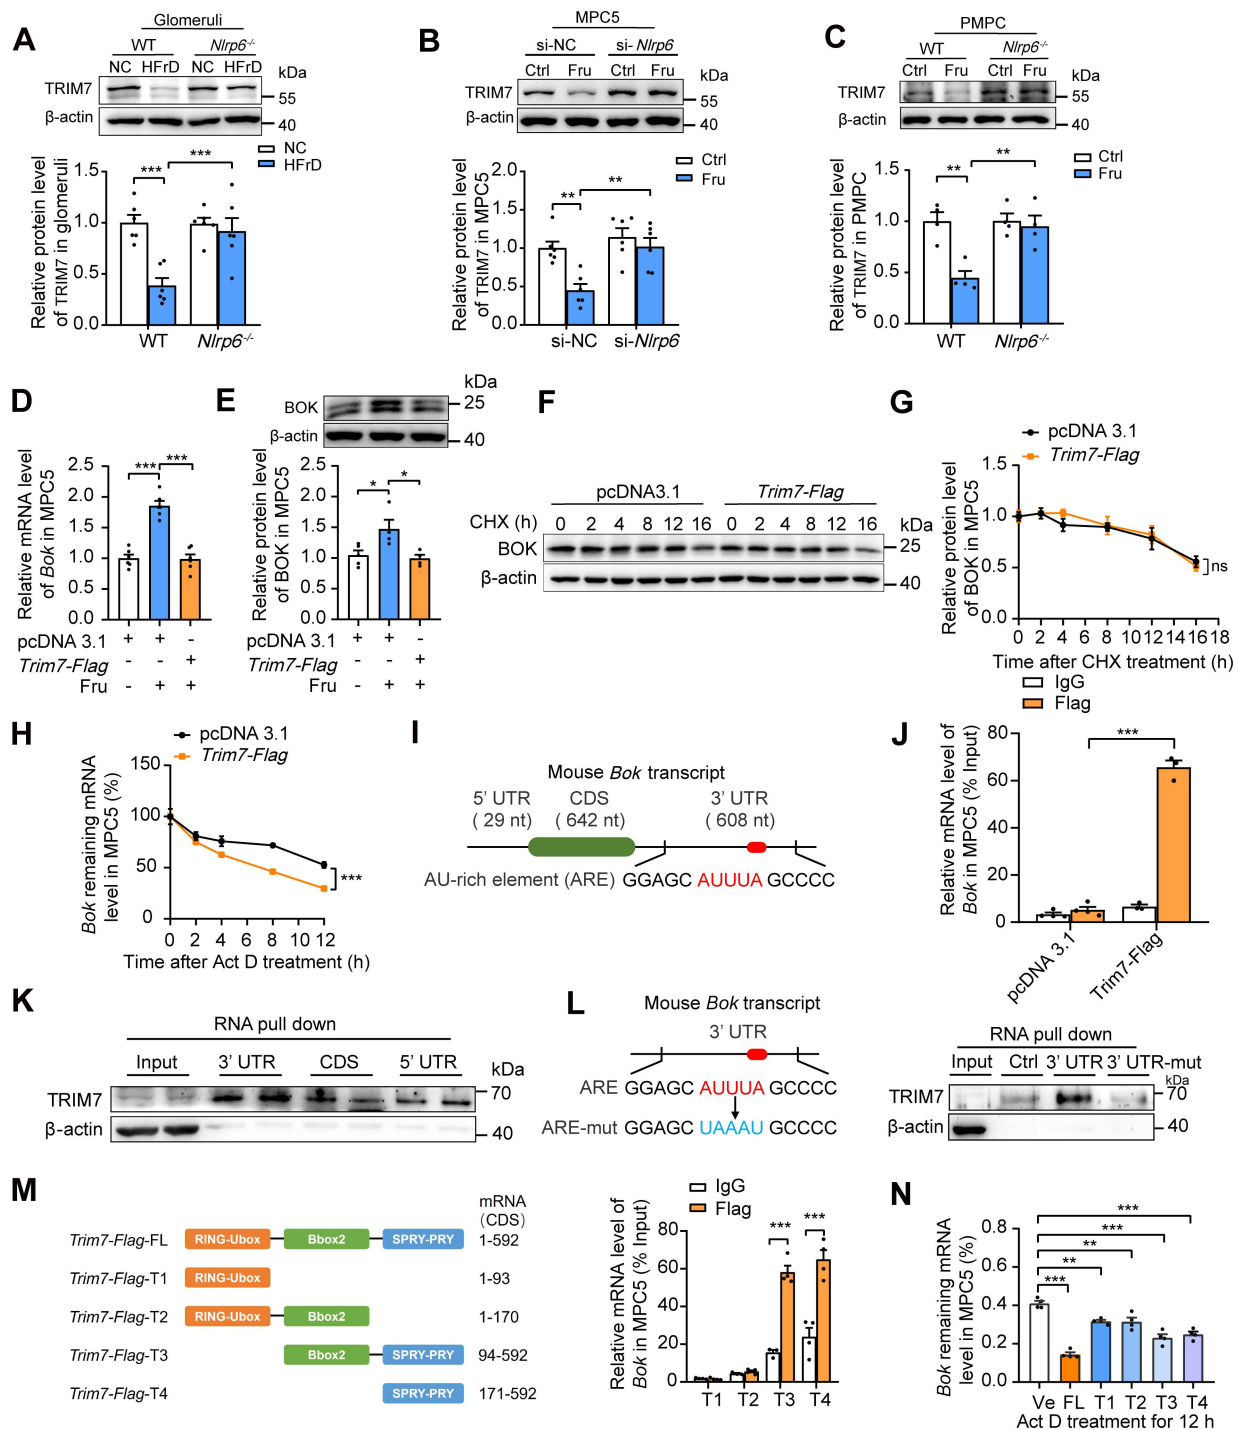 A
Glomeruli
WT Nlrp6-/-
NC HFrD NC HFrD kDa
TRIM7 55
β-actin 40
NC
HFrD
Relative protein level of TRIM7 in glomeruli
*** ***
1.5
1.0
0.5
0.0
WT Nlrp6-/-
B
MPC5
si-NC si-Nlrp6
Ctrl Fru Ctrl Fru kDa
TRIM7 55
β-actin 40
Ctrl
Fru
Relative protein level of TRIM7 in MPC5
** **
2.0
1.5
1.0
0.5
0.0
si-NC si-Nlrp6
C
PMPC
WT Nlrp6-/-
Ctrl Fru Ctrl Fru kDa
TRIM7 55
β-actin 40
Ctrl
Fru
Relative protein level of TRIM7 in PMPC
** **
1.5
1.0
0.5
0.0
WT Nlrp6-/-
D
Relative mRNA level of Bok in MPC5
*** ***
2.5
2.0
1.5
1.0
0.5
0.0
pcDNA 3.1 + + -
Trim7-Flag - - +
Fru - + +
E
kDa
BOK 25
β-actin 40
Relative protein level of BOK in MPC5
* *
2.5
2.0
1.5
1.0
0.5
0.0
pcDNA 3.1 + + -
Trim7-Flag - - +
Fru - + +
F
pcDNA3.1 Trim7-Flag
CHX (h) 0 2 4 8 12 16 0 2 4 8 12 16 kDa
BOK 25
β-actin 40
G
pcDNA 3.1
Trim7-Flag
Relative protein level of BOK in MPC5
1.5
1.0
0.5
0.0
ns
0 2 4 6 8 10 12 14 16 18
Time after CHX treatment (h)
H
pcDNA 3.1
Trim7-Flag
Bok remaining mRNA level in MPC5 (%)
150
100
50
0
***
0 2 4 6 8 10 12
Time after Act D treatment (h)
I
Mouse Bok transcript
5' UTR CDS 3' UTR
( 29 nt) ( 642 nt) ( 608 nt)
AU-rich element (ARE) GGAGC AUUUA GCCCC
J
IgG
Flag
Relative mRNA level of Bok in MPC5 (% Input)
***
80
60
40
20
0
pcDNA 3.1 Trim7-Flag
K
RNA pull down
Input 3' UTR CDS 5' UTR kDa
TRIM7 70
β-actin 40
L
Mouse Bok transcript
3' UTR
ARE GGAGC AUUUA GCCCC
ARE-mut GGAGC UAAAU GCCCC
RNA pull down
Input Ctrl 3' UTR 3' UTR-mut
kDa
TRIM7 70
β-actin 40
M
mRNA
(CDS)
Trim7-Flag-FL RING-Ubox Bbox2 SPRY-PRY 1-592
Trim7-Flag-T1 RING-Ubox 1-93
Trim7-Flag-T2 RING-Ubox Bbox2 1-170
Trim7-Flag-T3 Bbox2 SPRY-PRY 94-592
Trim7-Flag-T4 SPRY-PRY 171-592
IgG
Flag
Relative mRNA level of Bok in MPC5 (% Input)
*** ***
80
60
40
20
0
T1 T2 T3 T4
N
Bok remaining mRNA level in MPC5 (%)
***
***
**
**
***
0.8
0.6
0.4
0.2
0.0
Ve FL T1 T2 T3 T4
Act D treatment for 12 h